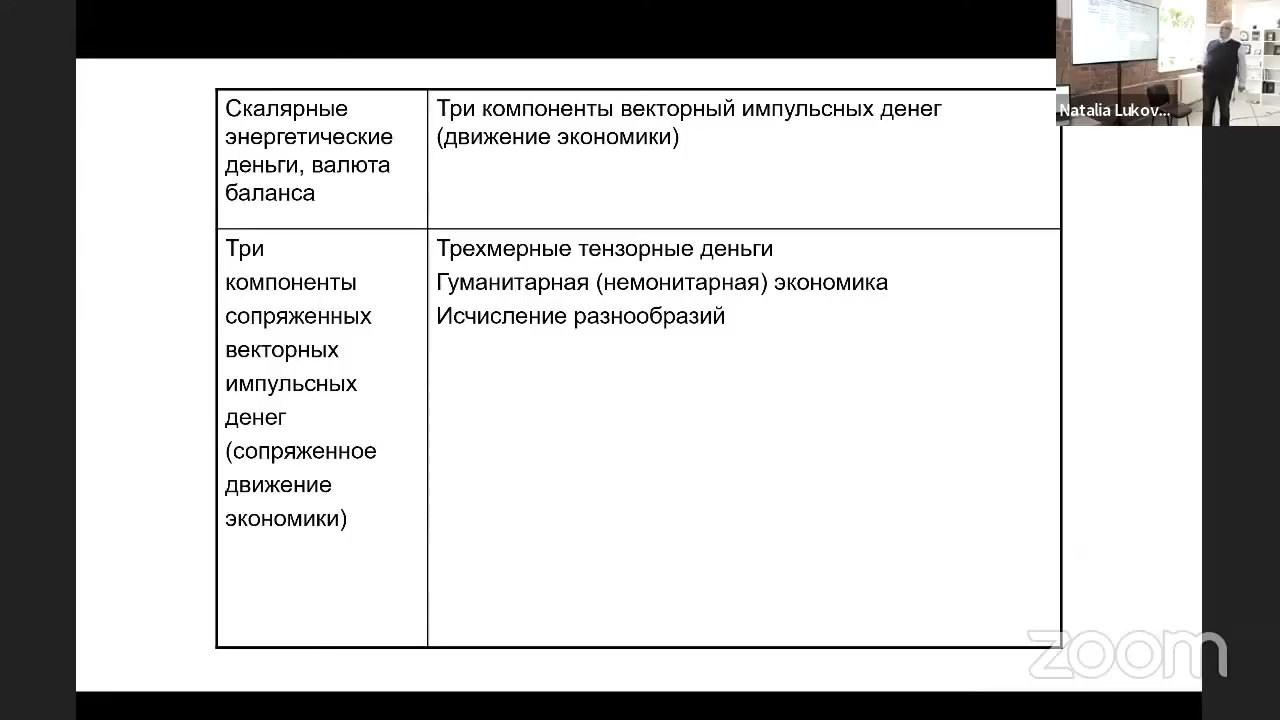 Скалярные
энергетические
деньги, валюта
баланса
Три компоненты векторный импульсных денег
(движение экономики)
Три
компоненты
сопряженных
векторных
импульсных
денег
(сопряженное
движение
экономики)
Трехмерные тензорные деньги
Гуманитарная (немонитарная) экономика
Исчисление разнообразий
Natalia Lukov...
zoom